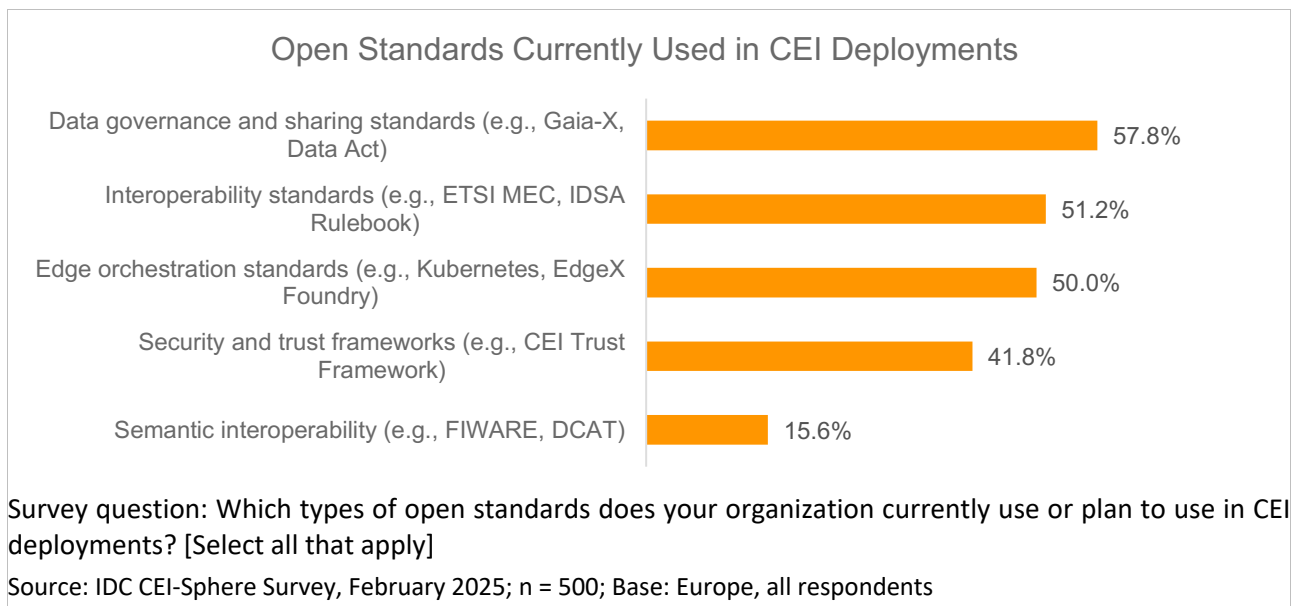 Open Standards Currently Used in CEI Deployments
Data governance and sharing standards (e.g., Gaia-X,
Data Act)
57.8%
Interoperability standards (e.g., ETSI MEC, IDSA
Rulebook)
51.2%
Edge orchestration standards (e.g., Kubernetes, EdgeX
Foundry)
50.0%
Security and trust frameworks (e.g., CEI Trust
Framework)
41.8%
Semantic interoperability (e.g., FIWARE, DCAT)
15.6%
Survey question: Which types of open standards does your organization currently use or plan to use in CEI
deployments? [Select all that apply]
Source: IDC CEI-Sphere Survey, February 2025; n = 500; Base: Europe, all respondents